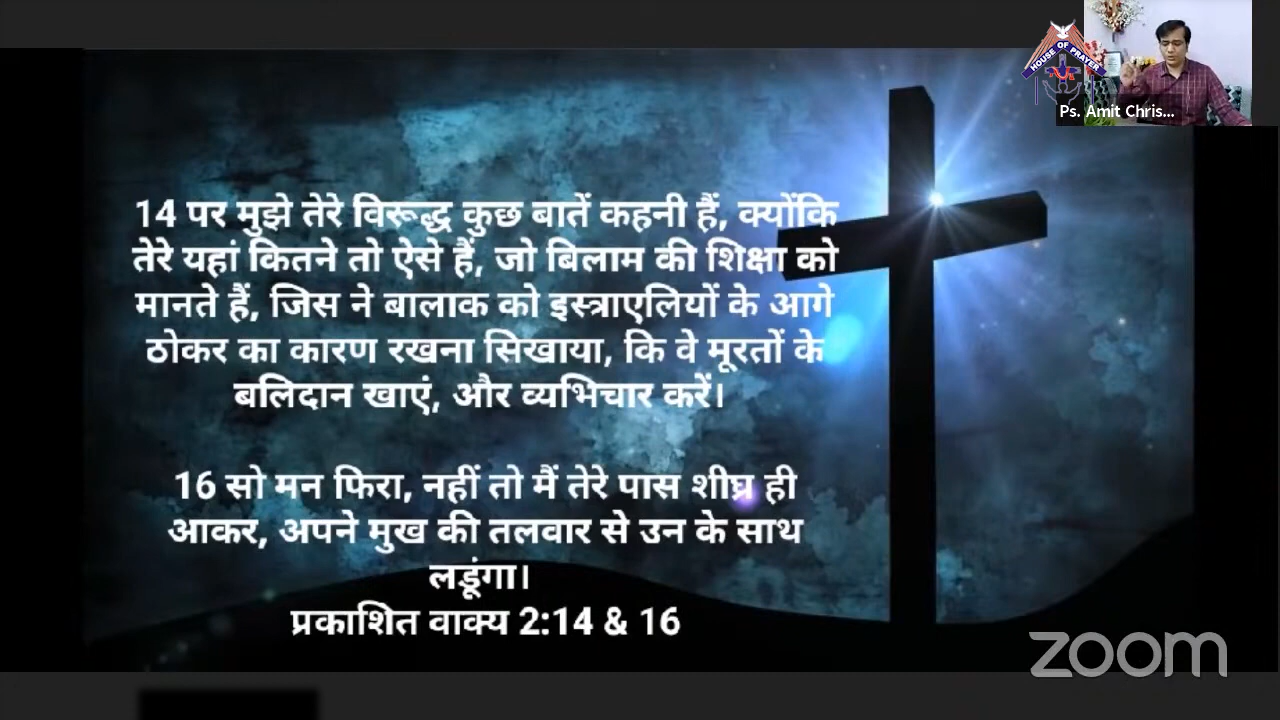 HOUSE OF PRAYER
Ps. Amit Chris...
14 पर मुझे तेरे विरूद्ध कुछ बातें कहनी हैं, क्योंकि
तेरे यहां कितने तो ऐसे हैं, जो बिलाम की शिक्षा को
मानते हैं, जिस ने बालाक को इस्त्राएलियों के आगे
ठोकर का कारण रखना सिखाया, कि वे मूरतों के
बलिदान खाएं, और व्यभिचार करें।
16 सो मन फिरा, नहीं तो मैं तेरे पास शीघ्र ही
आकर, अपने मुख की तलवार से उन के साथ
लडूंगा।
प्रकाशित वाक्य 2:14 & 16
zoom